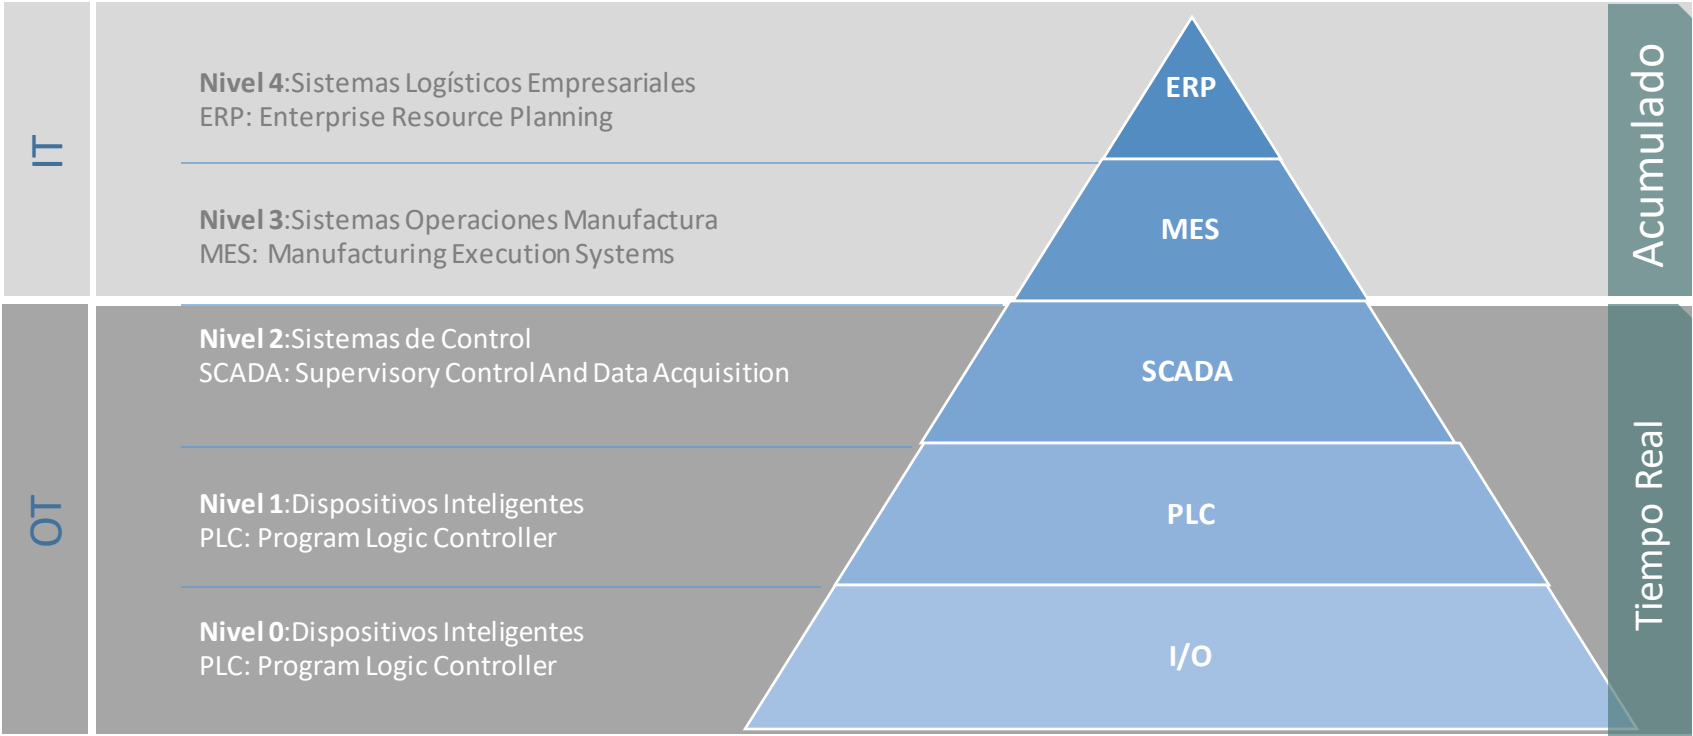 IT
Nivel 4:Sistemas Logísticos Empresariales
ERP: Enterprise Resource Planning
ERP
Nivel 3:Sistemas Operaciones Manufactura
MES: Manufacturing Execution Systems
MES
Acumulado
OT
Nivel 2:Sistemas de Control
SCADA: Supervisory Control And Data Acquisition
SCADA
Nivel 1:Dispositivos Inteligentes
PLC: Program Logic Controller
PLC
Nivel 0:Dispositivos Inteligentes
PLC: Program Logic Controller
I/O
Tiempo Real